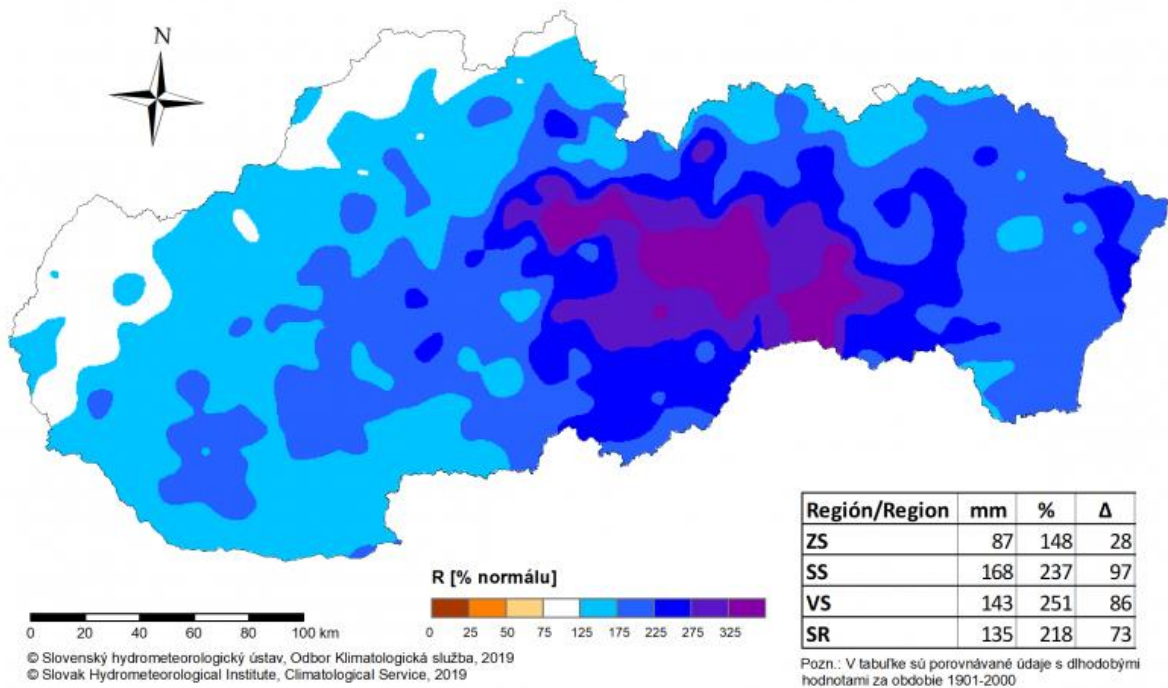 N
Región/Region mm % Δ
ZS 87 148 28
SS 168 237 97
VS 143 251 86
SR 135 218 73
R [% normálu]
0 25 50 75 125 175 225 275 325
0 20 40 60 80 100 km
© Slovenský hydrometeorologický ústav, Odbor Klimatologická služba, 2019
© Slovak Hydrometeorological Institute, Climatological Service, 2019
Pozn.: V tabuľke sú porovnávané údaje s dlhodobými
hodnotami za obdobie 1901-2000